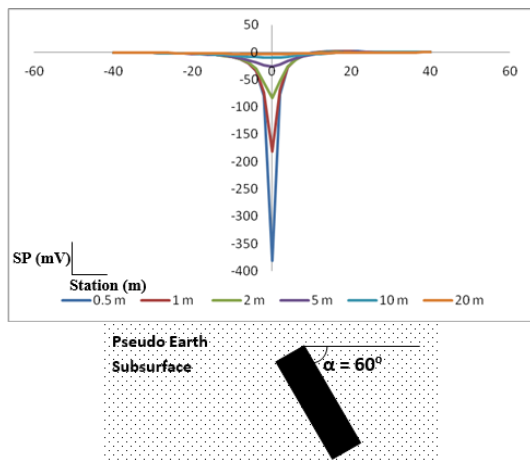 50
0
-60 -40 -20 0 20 40 60
-50
-100
-150
-200
-250
-300
-350
-400
SP (mV)
Station (m)
0.5 m 1 m 2 m 5 m 10 m 20 m
Pseudo Earth
Subsurface
α = 60°